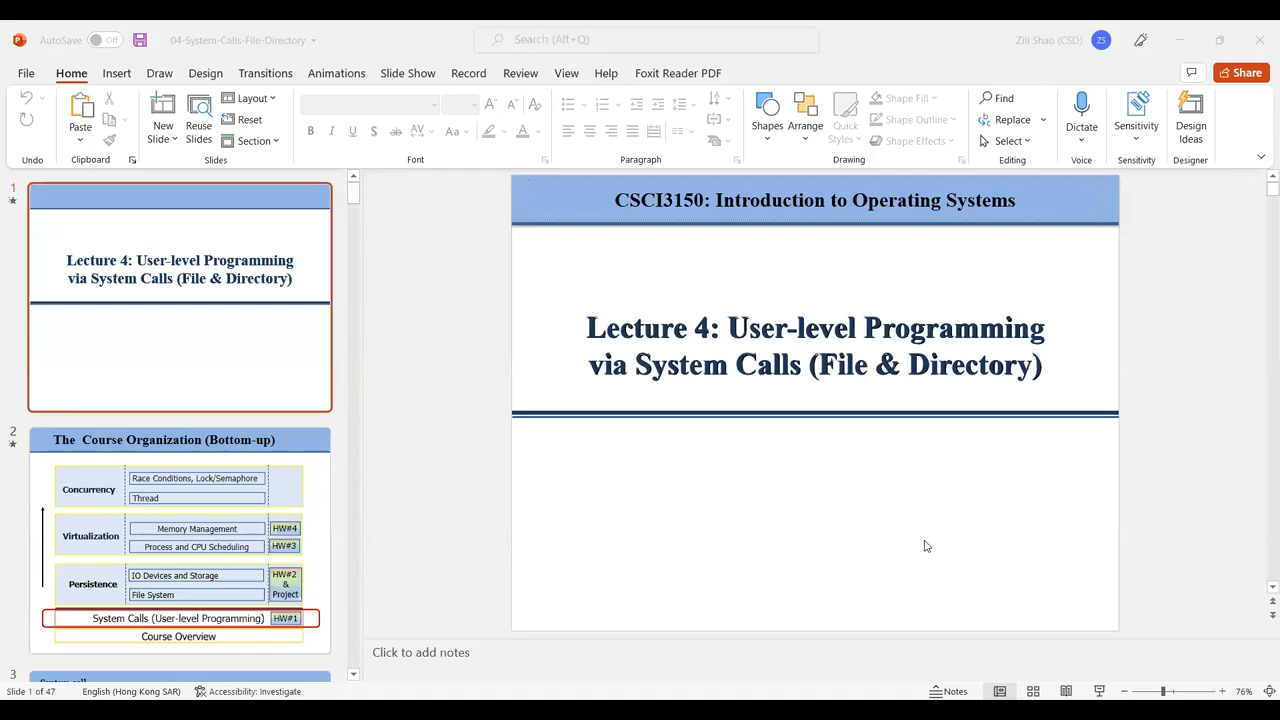 AutoSave Off 04-System-Calls-File-Directory Search (Alt+Q) Zili Shao (CSD) ZS
File Home Insert Draw Design Transitions Animations Slide Show Record Review View Help Foxit Reader PDF Share
Paste New Slide Reuse Slides Layout Reset Section
Aa
Shapes Arrange Quick Styles Shape Fill Shape Outline Shape Effects
Find Replace Select
Dictate Sensitivity Design Ideas
Undo Clipboard Slides Font Paragraph Drawing Editing Voice Sensitivity Designer
1
Lecture 4: User-level Programming
via System Calls (File & Directory)
2
The Course Organization (Bottom-up)
Concurrency
Race Conditions, Lock/Semaphore
Thread
Virtualization
Memory Management HW#4
Process and CPU Scheduling HW#3
Persistence
IO Devices and Storage
File System
HW#2
&
Project
System Calls (User-level Programming) HW#1
Course Overview
3
CSCI3150: Introduction to Operating Systems
Lecture 4: User-level Programming
via System Calls (File & Directory)
Click to add notes
Slide 1 of 47 English (Hong Kong SAR) Accessibility: Investigate Notes 76%